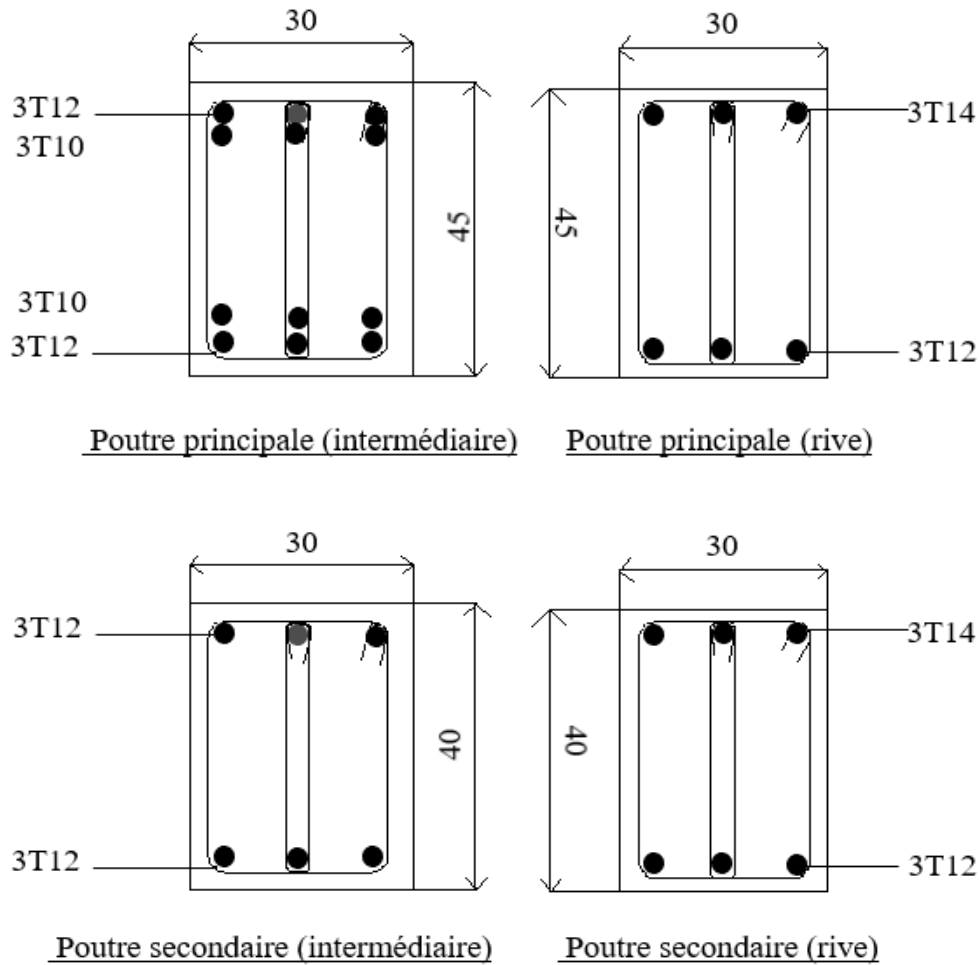 30
30
3T12
3T10
45
45
3T14
3T10
3T12
3T12
Poutre principale (intermédiaire)
Poutre principale (rive)
30
30
3T12
40
40
3T14
3T12
3T12
Poutre secondaire (intermédiaire)
Poutre secondaire (rive)